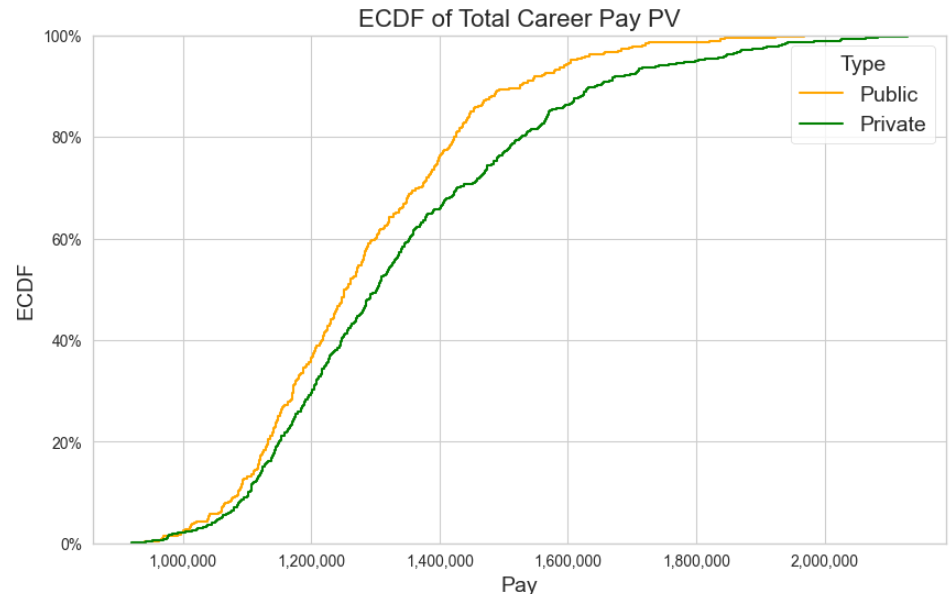 ECDF of Total Career Pay PV
100%
80%
60%
40%
20%
0%
ECDF
Type
Public
Private
1,000,000 1,200,000 1,400,000 1,600,000 1,800,000 2,000,000
Pay